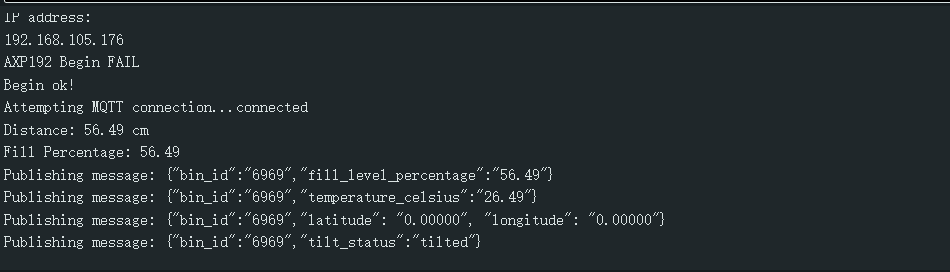 IP address:
192.168.105.176
AXP192 Begin FAIL
Begin ok!
Attempting MQTT connection...connected
Distance: 56.49 cm
Fill Percentage: 56.49
Publishing message: {"bin_id":"6969","fill_level_percentage":"56.49"}
Publishing message: {"bin_id":"6969","temperature_celsius":"26.49"}
Publishing message: {"bin_id":"6969","latitude": "0.00000", "longitude": "0.00000"}
Publishing message: {"bin_id":"6969","tilt_status":"tilted"}